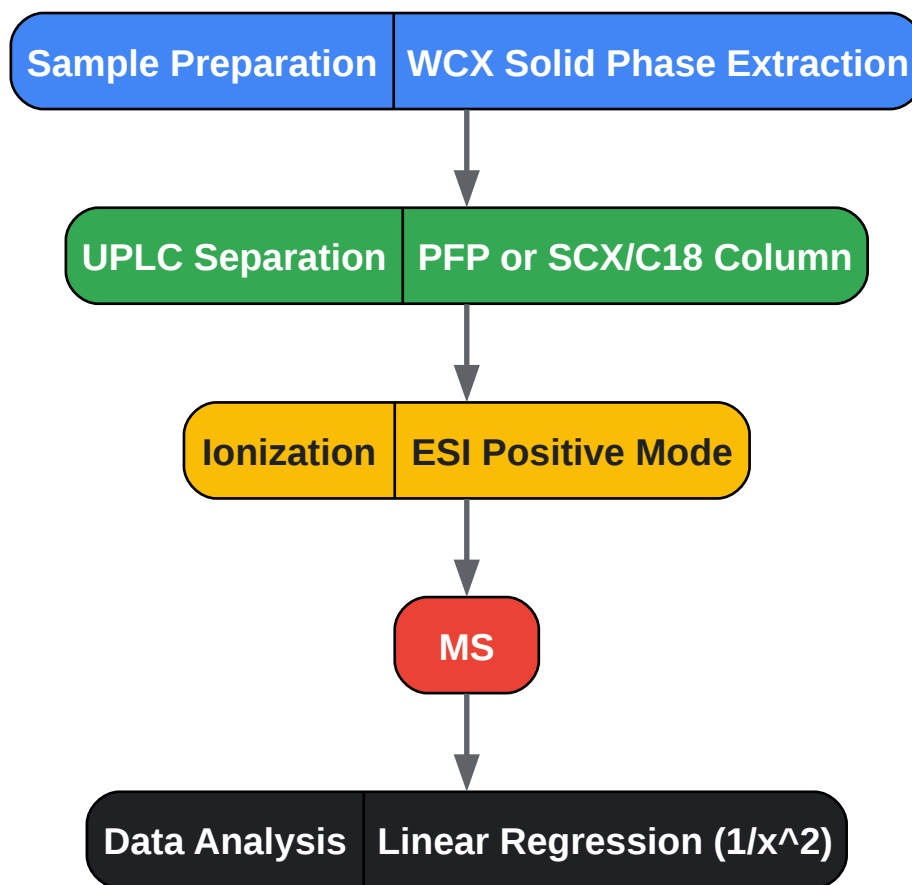 Sample Preparation WCX Solid Phase Extraction
UPLC Separation PFP or SCX/C18 Column
Ionization ESI Positive Mode
MS
Data Analysis Linear Regression (1/x^2)